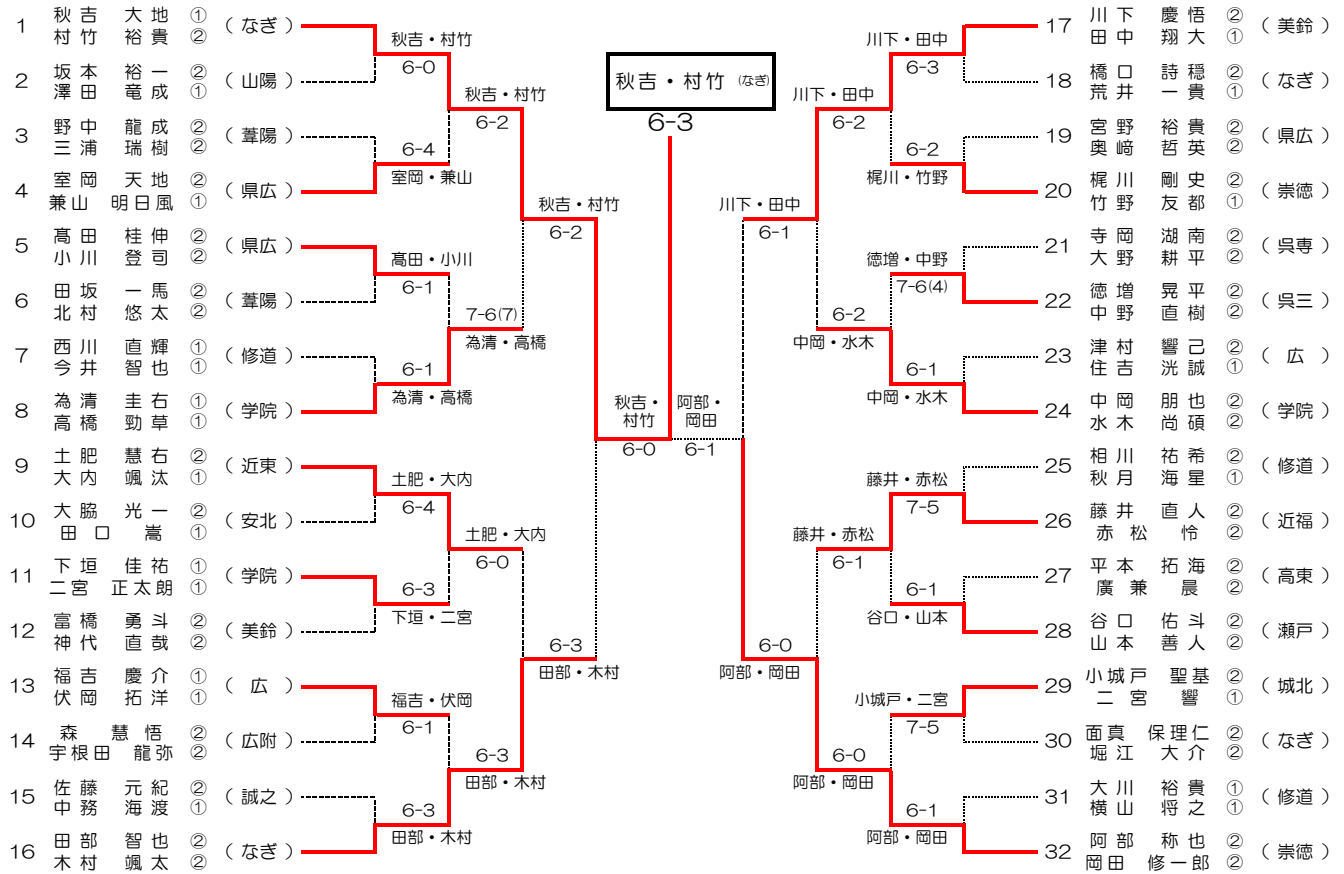 1 秋吉 大地 ① (なぎ)
村竹 裕貴 ②
2 坂本 裕一 ② (山陽)
澤田 竜成 ①
3 野中 龍成 ② (葦陽)
三浦 瑞樹 ②
4 室岡 天地 ② (県広)
兼山 明日風 ①
5 髙田 桂伸 ② (県広)
小川 登司 ②
6 田坂 一馬 ② (葦陽)
北村 悠太 ②
7 西川 直輝 ① (修道)
今井 智也 ①
8 為清 圭右 ① (学院)
高橋 勁草 ①
9 土肥 慧右 ② (近東)
大内 颯汰 ①
10 大脇 光一 ② (安北)
田口 嵩 ①
11 下垣 佳祐 ① (学院)
二宮 正太朗 ①
12 富橋 勇斗 ② (美鈴)
神代 直哉 ②
13 福吉 慶介 ① (広)
伏岡 拓洋 ①
14 森 慧悟 ② (広附)
宇根田 龍弥 ②
15 佐藤 元紀 ② (誠之)
中務 海渡 ①
16 田部 智也 ② (なぎ)
木村 颯太 ②
秋吉・村竹
6-0
6-4
室岡・兼山
髙田・小川
6-1
6-1
為清・高橋
土肥・大内
6-4
6-3
下垣・二宮
福吉・伏岡
6-1
6-3
田部・木村
秋吉・村竹
6-2
7-6(7)
為清・高橋
土肥・大内
6-0
6-3
田部・木村
秋吉・村竹
6-2
6-3
田部・木村
秋吉・
村竹
6-0
秋吉・村竹 (なぎ)
6-3
阿部・
岡田
6-1
川下・田中
6-1
6-0
阿部・岡田
川下・田中
6-2
6-2
中岡・水木
藤井・赤松
6-1
6-0
阿部・岡田
川下・田中
6-3
6-2
梶川・竹野
徳増・中野
7-6(4)
6-1
中岡・水木
藤井・赤松
7-5
6-1
谷口・山本
小城戸・二宮
7-5
6-1
阿部・岡田
17 川下 慶悟 ② (美鈴)
田中 翔大 ①
18 橋口 詩穏 ② (なぎ)
荒井 一貴 ①
19 宮野 裕貴 ② (県広)
奥﨑 哲英 ②
20 梶川 剛史 ② (崇徳)
竹野 友都 ①
21 寺岡 湖南 ② (呉専)
大野 耕平 ②
22 徳増 晃平 ② (呉三)
中野 直樹 ②
23 津村 響己 ② (広)
住吉 洸誠 ①
24 中岡 朋也 ② (学院)
水木 尚碩 ②
25 相川 祐希 ② (修道)
秋月 海星 ①
26 藤井 直人 ② (近福)
赤松 怜 ②
27 平本 拓海 ② (高東)
廣兼 晨 ②
28 谷口 佑斗 ② (瀬戸)
山本 善人 ②
29 小城戸 聖基 ② (城北)
二宮 響 ①
30 面真 保理仁 ② (なぎ)
堀江 大介 ②
31 大川 裕貴 ① (修道)
横山 将之 ①
32 阿部 称也 ② (崇徳)
岡田 修一郎 ②